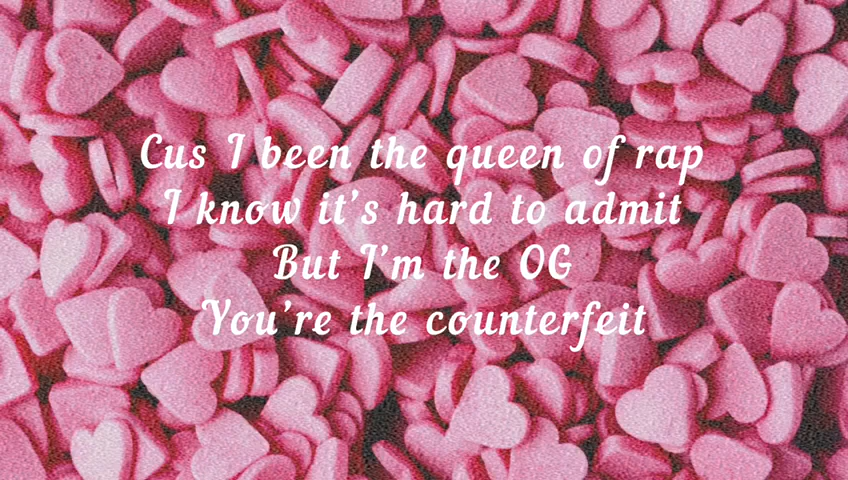 Cus I been the queen of rap
I know it's hard to admit
But I'm the OG
You're the counterfeit